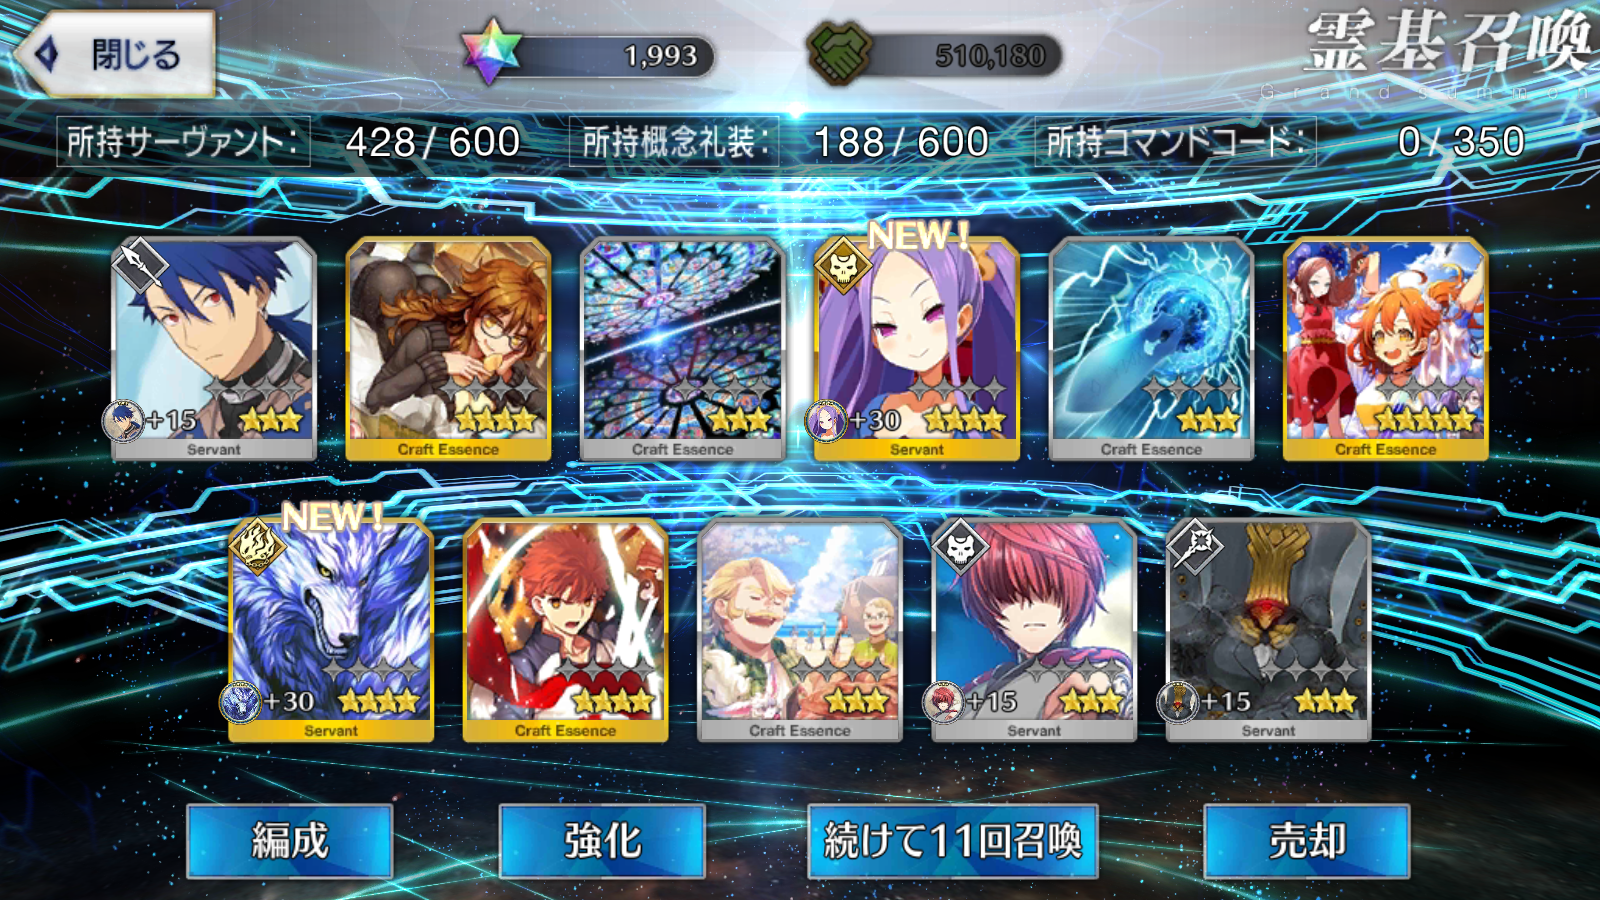 閉じる
1,993
510,180
霊基召喚
Grand summon
所持サーヴァント:
428 / 600
所持概念礼装:
188 / 600
所持コマンドコード:
0 / 350
NEW!
+15
Servant
Craft Essence
Craft Essence
+30
Servant
Craft Essence
Craft Essence
NEW!
+30
Servant
Craft Essence
Craft Essence
+15
Servant
+15
Servant
編成
強化
続けて11回召喚
売却